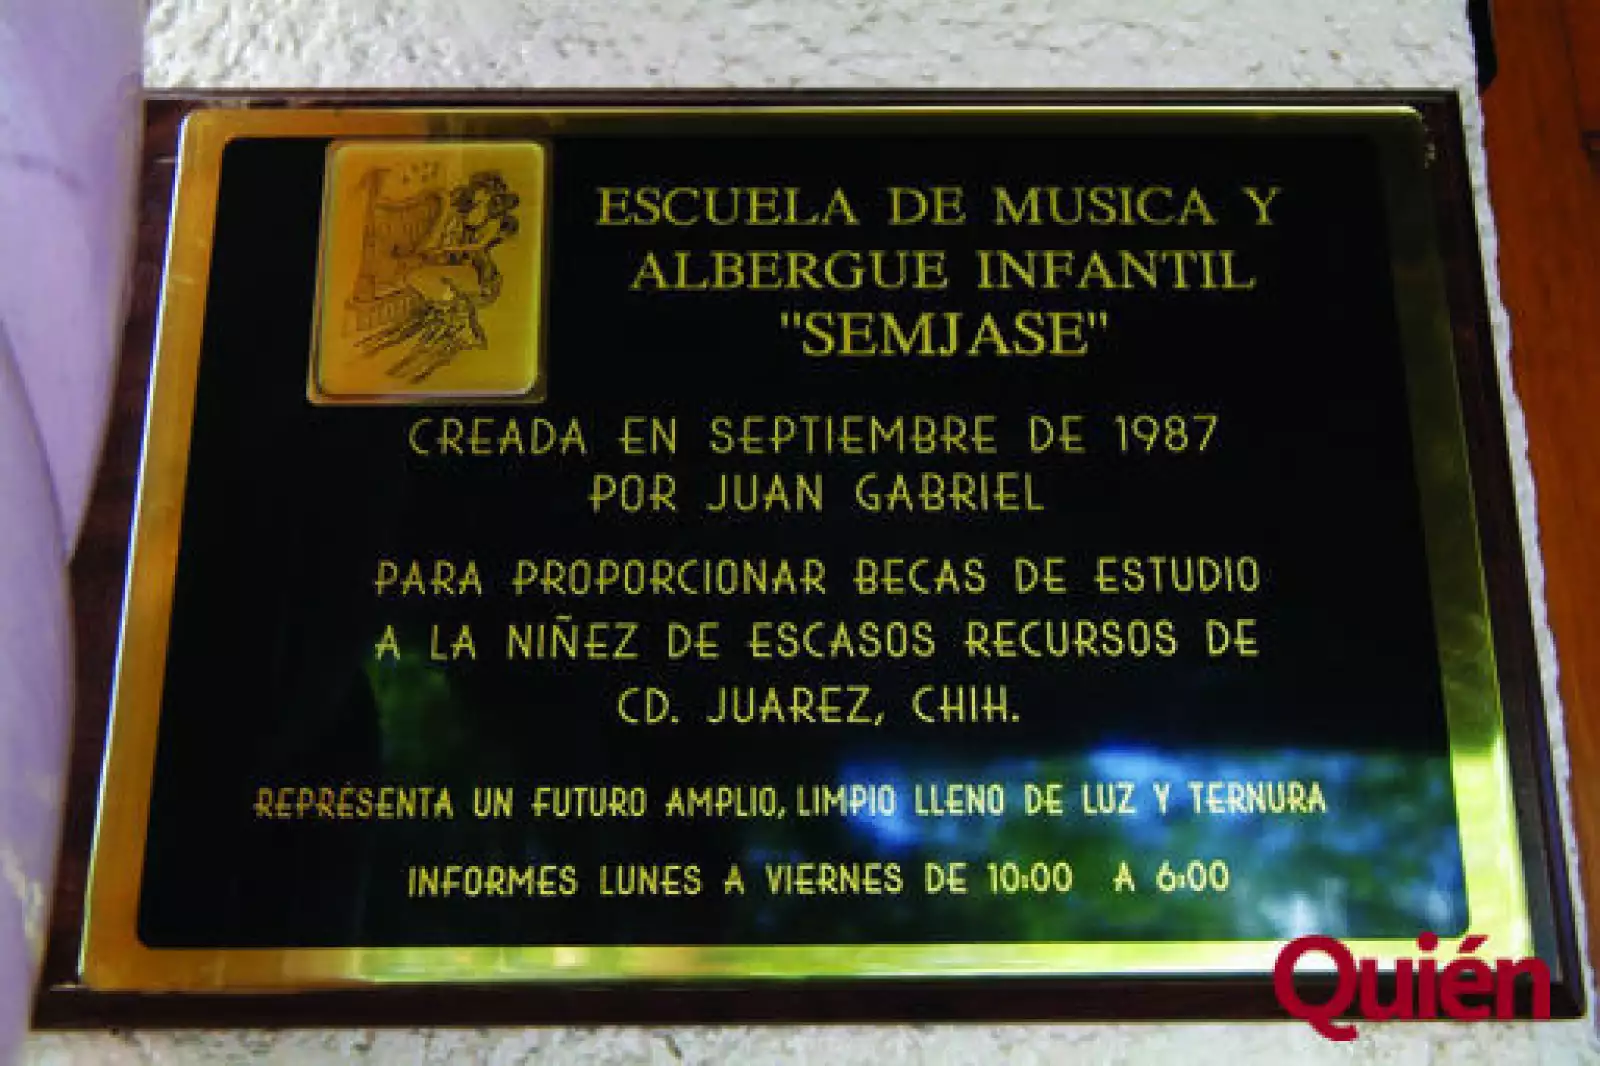 ESCUELA DE MUSICA Y
ALBERGUE INFANTIL
"SEMJASE"
CREADA EN SEPTIEMBRE DE 1987
POR JUAN GABRIEL
PARA PROPORCIONAR BECAS DE ESTUDIO
A LA NIÑEZ DE ESCASOS RECURSOS DE
CD. JUAREZ, CHIH.
REPRESENTA UN FUTURO AMPLIO, LIMPIO LLENO DE LUZ Y TERNURA
INFORMES LUNES A VIERNES DE 10:00 A 6:00
Quién